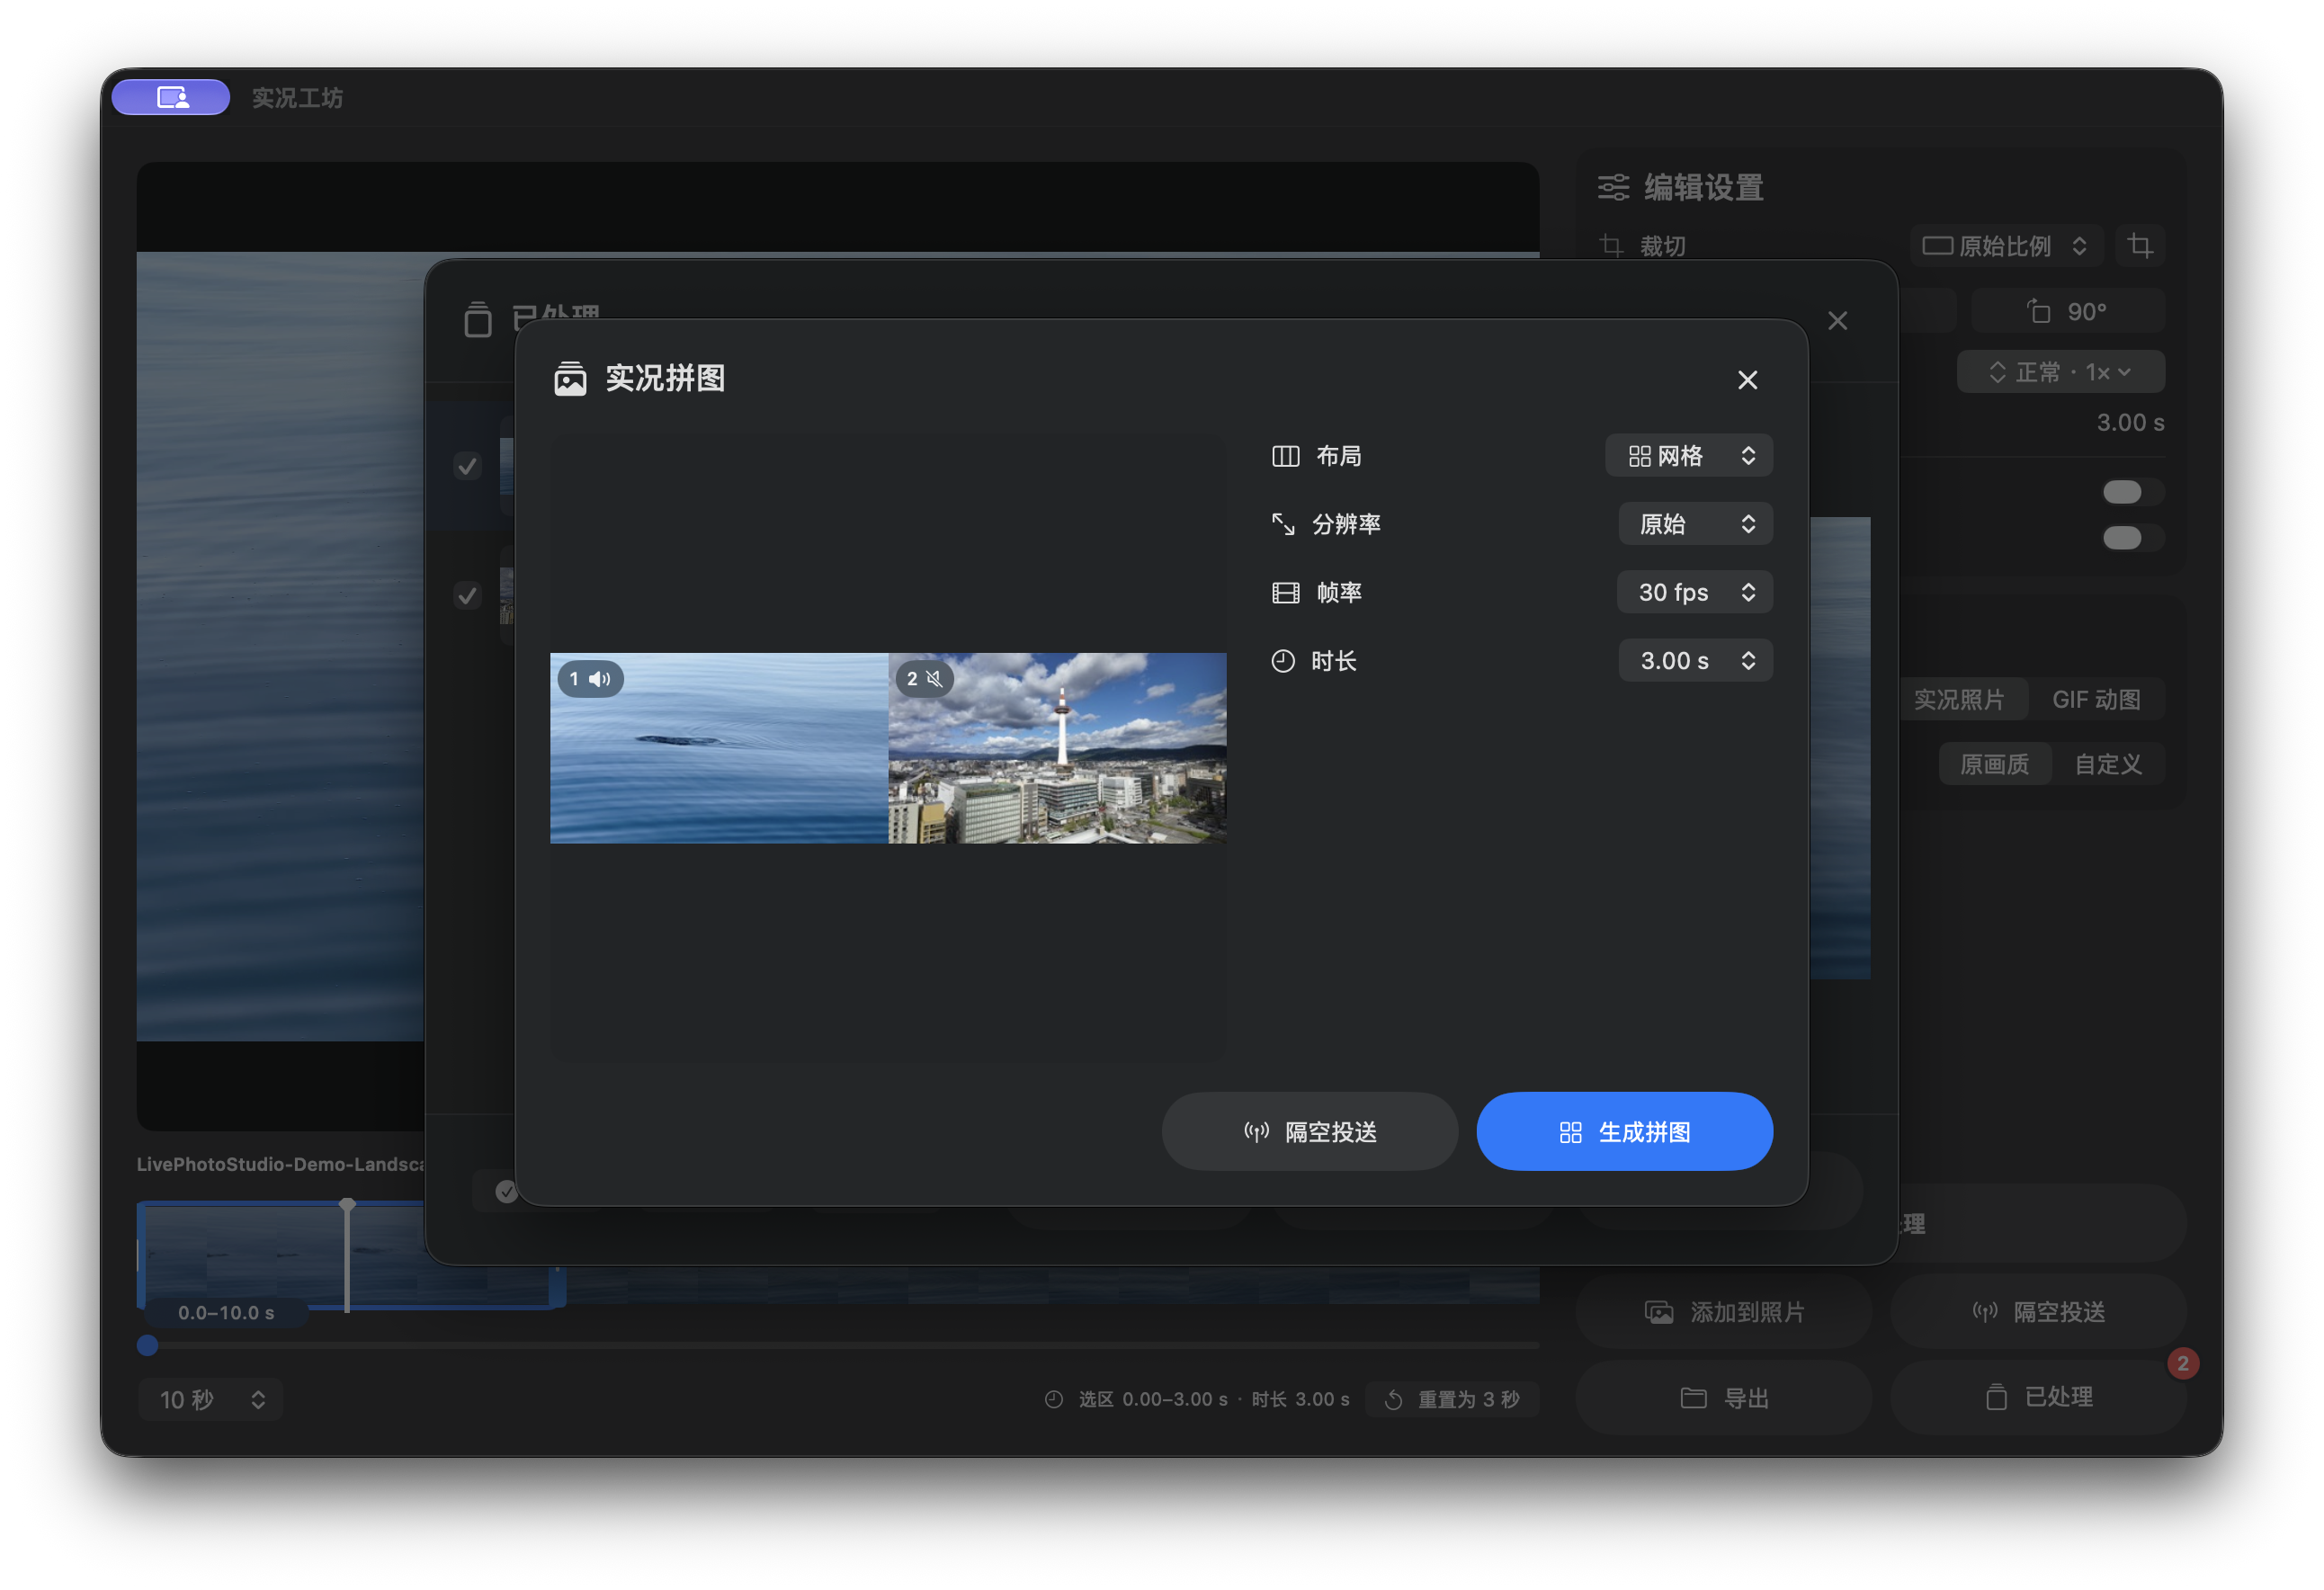 实况工坊
编辑设置
裁切
原始比例
90°
正常 · 1×
3.00 s
已处理
实况拼图
布局
网格
分辨率
原始
帧率
30 fps
时长
3.00 s
1
2
实况照片
GIF 动图
原画质
自定义
隔空投送
生成拼图
LivePhotoStudio-Demo-Landsca
理
0.0–10.0 s
添加到照片
隔空投送
10 秒
选区 0.00–3.00 s · 时长 3.00 s
重置为 3 秒
导出
已处理
2